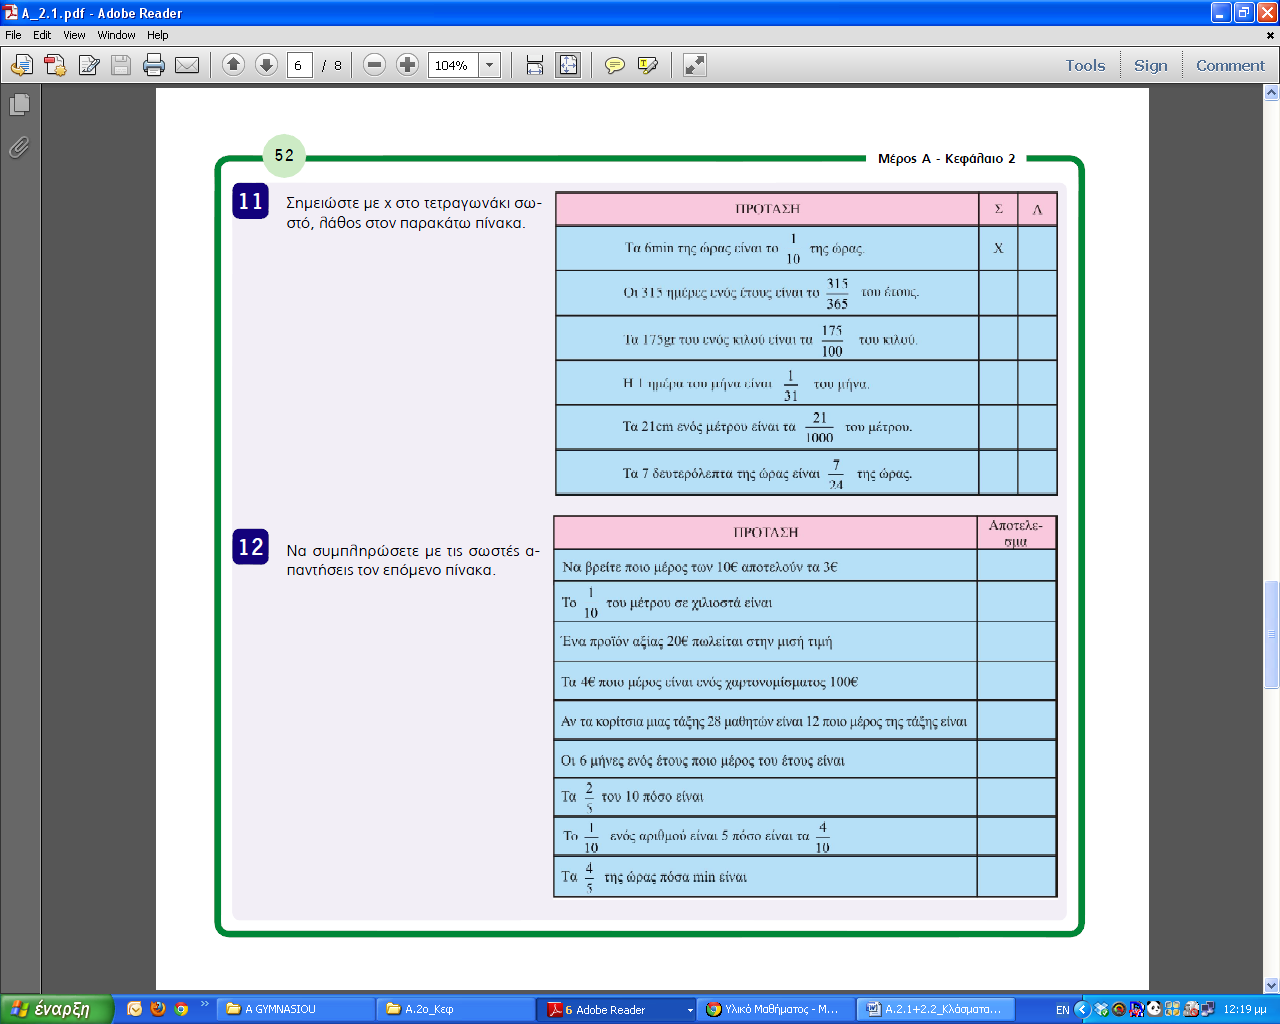 A_2.1.pdf - Adobe Reader
File Edit View Window Help
6 / 8 104% Tools Sign Comment
52
Μέρος Α - Κεφάλαιο 2
11
Σημειώστε με x στο τετραγωνάκι σω-
στό, λάθος στον παρακάτω πίνακα.
ΠΡΟΤΑΣΗ Σ Λ
Τα 6min της ώρας είναι το 1/10 της ώρας. X
Οι 315 ημέρες ενός έτους είναι το 315/365 του έτους.
Τα 175gr του ενός κιλού είναι τα 175/100 του κιλού.
Η 1 ημέρα του μήνα είναι 1/31 του μήνα.
Τα 21cm ενός μέτρου είναι τα 21/1000 του μέτρου.
Τα 7 δευτερόλεπτα της ώρας είναι 7/24 της ώρας.
12
Να συμπληρώσετε με τις σωστές α-
παντήσεις τον επόμενο πίνακα.
ΠΡΟΤΑΣΗ Αποτελε-
σμα
Να βρείτε ποιο μέρος των 10€ αποτελούν τα 3€
Το 1/10 του μέτρου σε χιλιοστά είναι
Ένα προϊόν αξίας 20€ πωλείται στην μισή τιμή
Τα 4€ ποιο μέρος είναι ενός χαρτονομίσματος 100€
Αν τα κορίτσια μιας τάξης 28 μαθητών είναι 12 ποιο μέρος της τάξης είναι
Οι 6 μήνες ενός έτους ποιο μέρος του έτους είναι
Τα 2/5 του 10 πόσο είναι
Το 1/10 ενός αριθμού είναι 5 πόσο είναι τα 4/10
Τα 4/5 της ώρας πόσα min είναι
έναρξη A GYMNASIOU Α.2ο_Κεφ 6 Adobe Reader Υλικό Μαθήματος - M... Α.2.1+2.2_Κλάσματα... EN 12:19 μμ